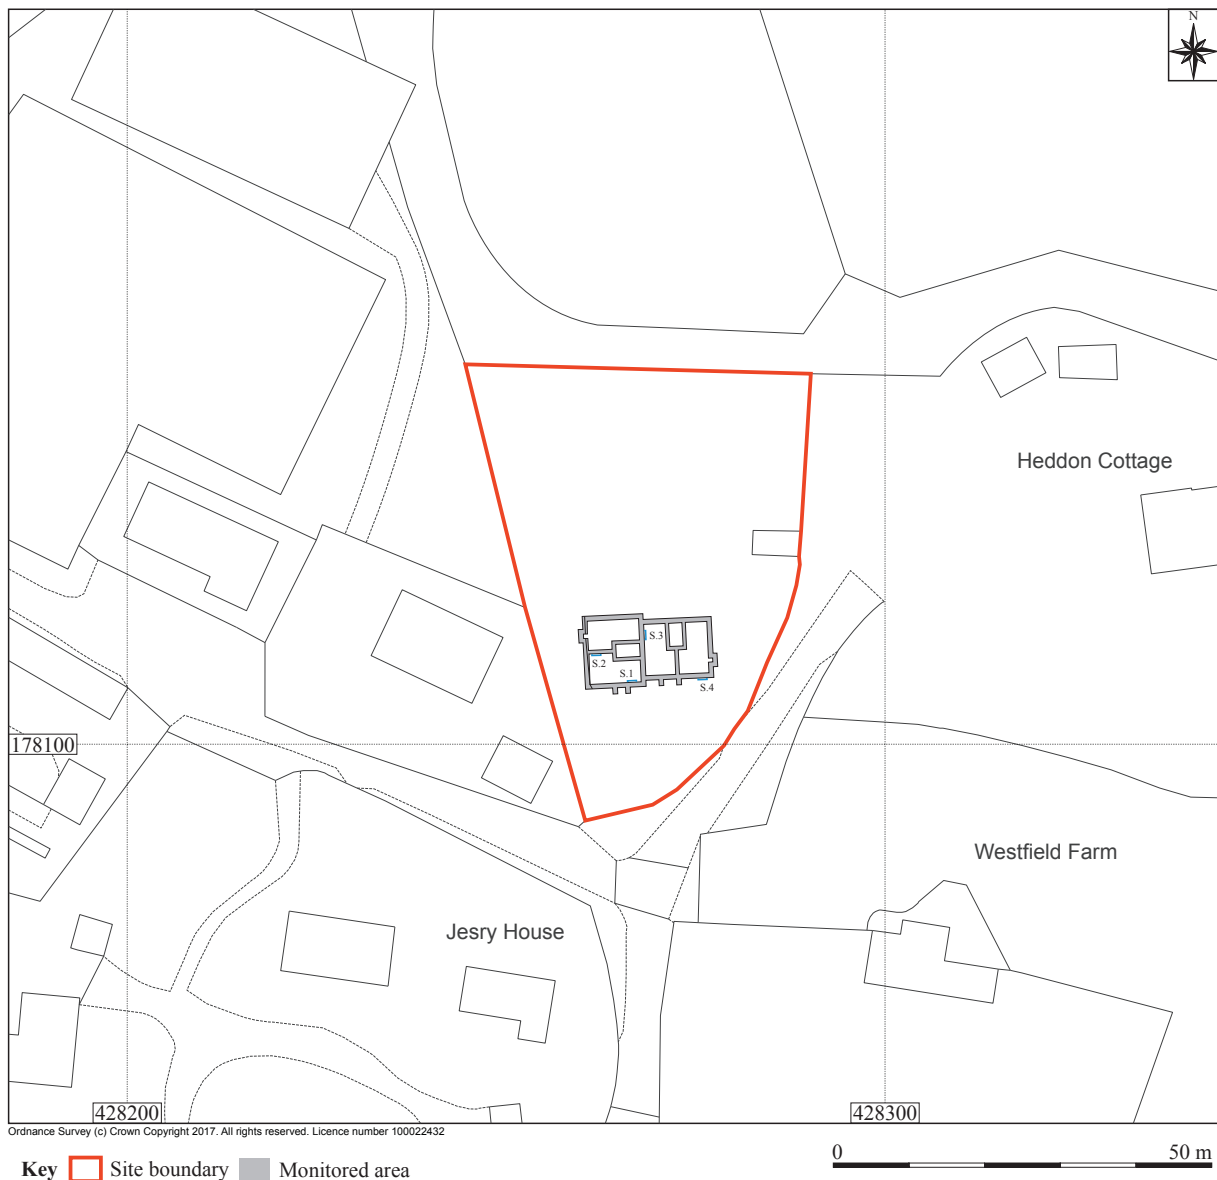 N
Heddon Cottage
S.3
S.2
S.1
S.4
178100
Westfield Farm
Jesry House
428200
428300
Ordnance Survey (c) Crown Copyright 2017. All rights reserved. Licence number 100022432
0 50 m
Key Site boundary Monitored area